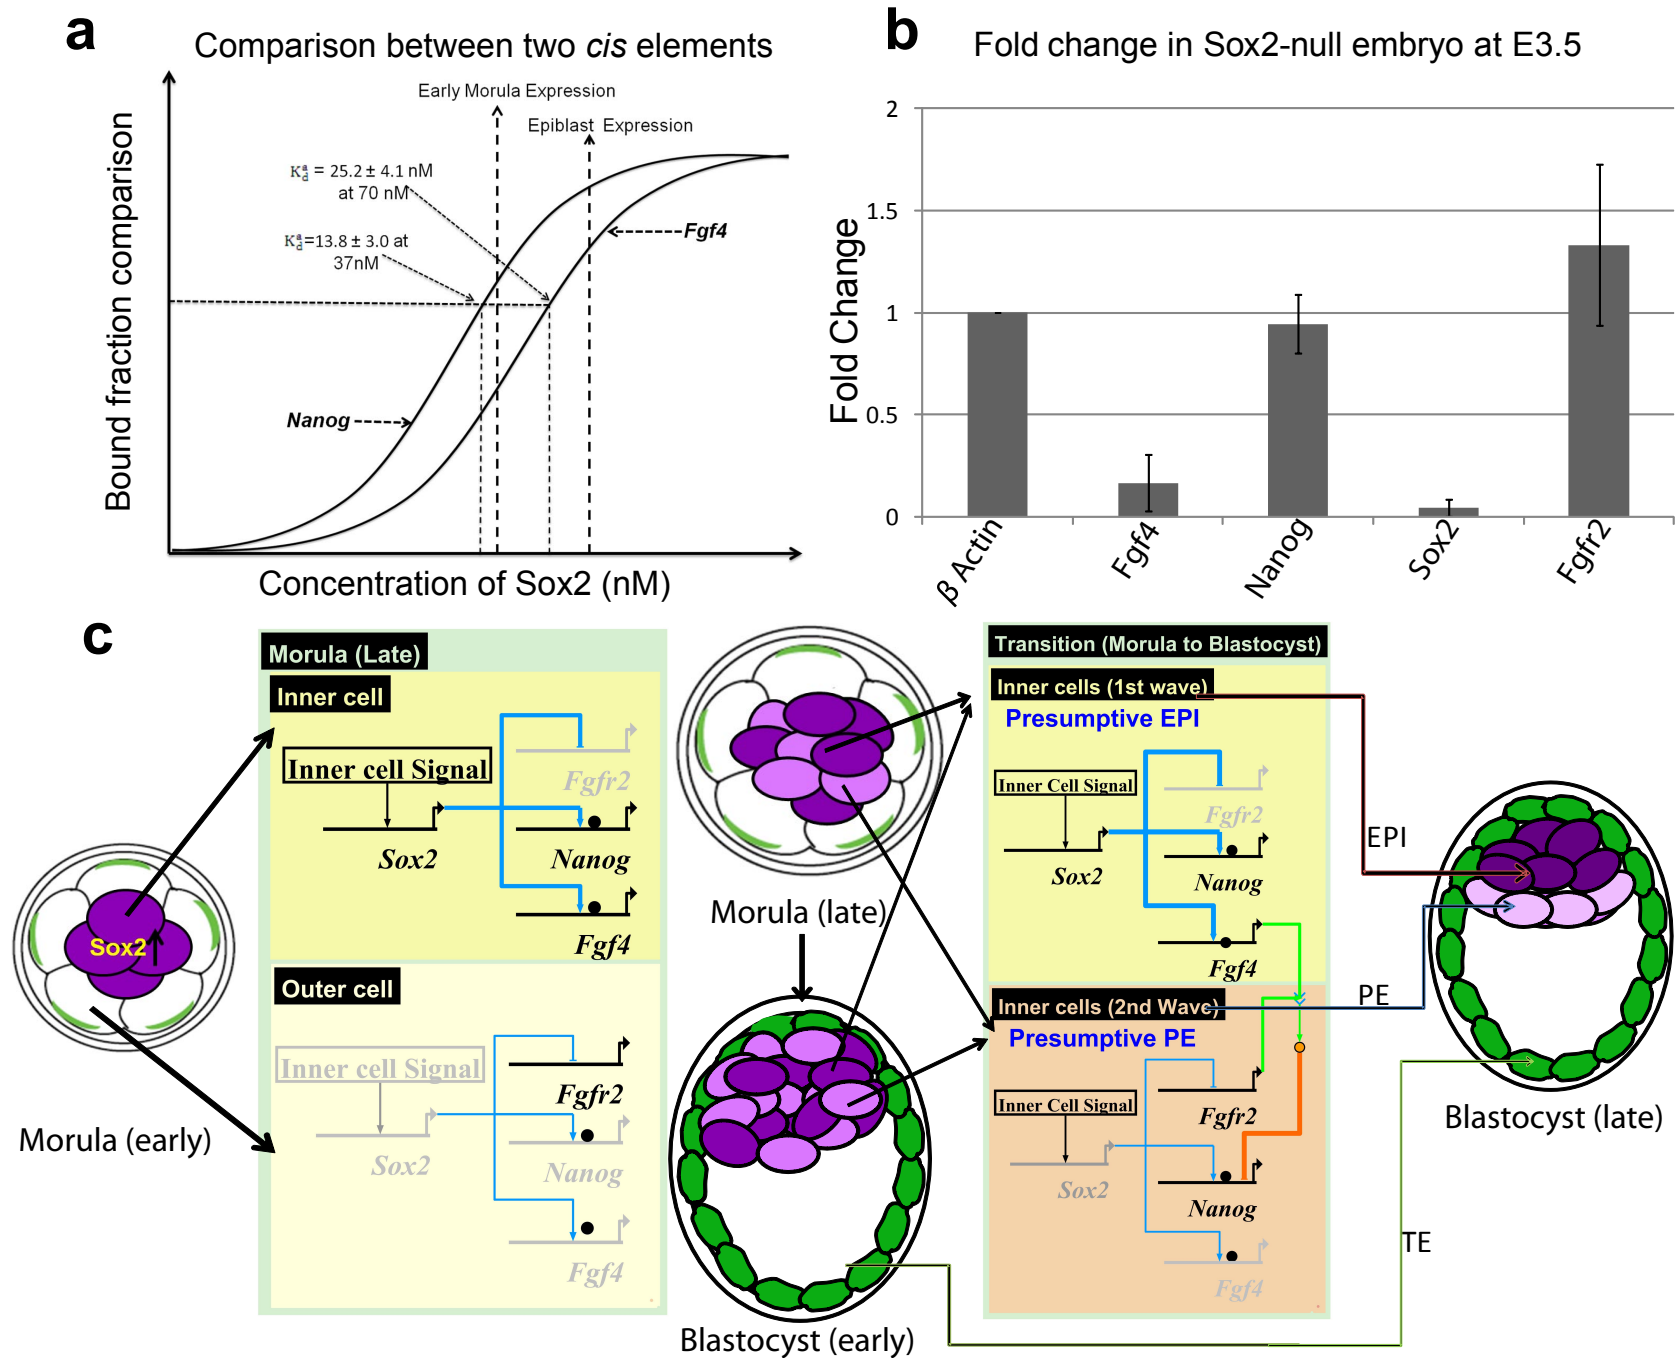 a
Comparison between two cis elements
Early Morula Expression
Epiblast Expression
K_d^a = 25.2 ± 4.1 nM
at 70 nM
K_d^a=13.8 ± 3.0 at
37nM
Fgf4
Nanog
Bound fraction comparison
Concentration of Sox2 (nM)
b
Fold change in Sox2-null embryo at E3.5
2
1.5
1
0.5
0
Fold Change
β Actin
Fgf4
Nanog
Sox2
Fgfr2
c
Morula (Late)
Inner cell
Inner cell Signal
Fgfr2
Sox2
Nanog
Fgf4
Outer cell
Inner cell Signal
Fgfr2
Sox2
Nanog
Fgf4
Sox2
Morula (early)
Morula (late)
Blastocyst (early)
Transition (Morula to Blastocyst)
Inner cells (1st wave)
Presumptive EPI
Inner cell Signal
Fgfr2
Sox2
Nanog
Fgf4
Inner cells (2nd Wave)
Presumptive PE
Fgfr2
Inner Cell Signal
Sox2
Nanog
Fgf4
EPI
PE
TE
Blastocyst (late)